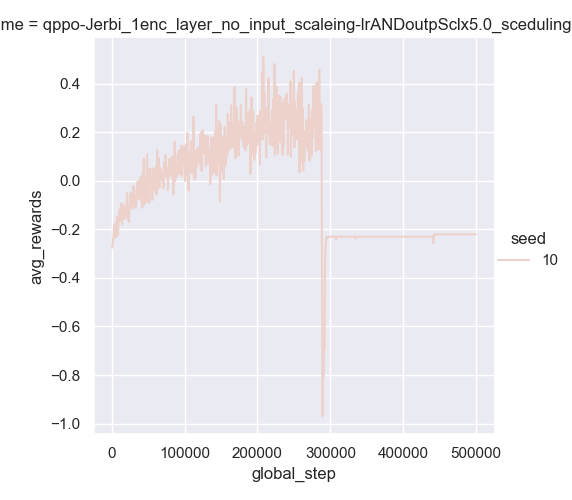 me = qppo-Jerbi_1enc_layer_no_input_scaleing-lrANDoutpSclx5.0_sceduling
avg_rewards
0.4
0.2
0.0
−0.2
−0.4
−0.6
−0.8
−1.0
0 100000 200000 300000 400000 500000
global_step
seed
10